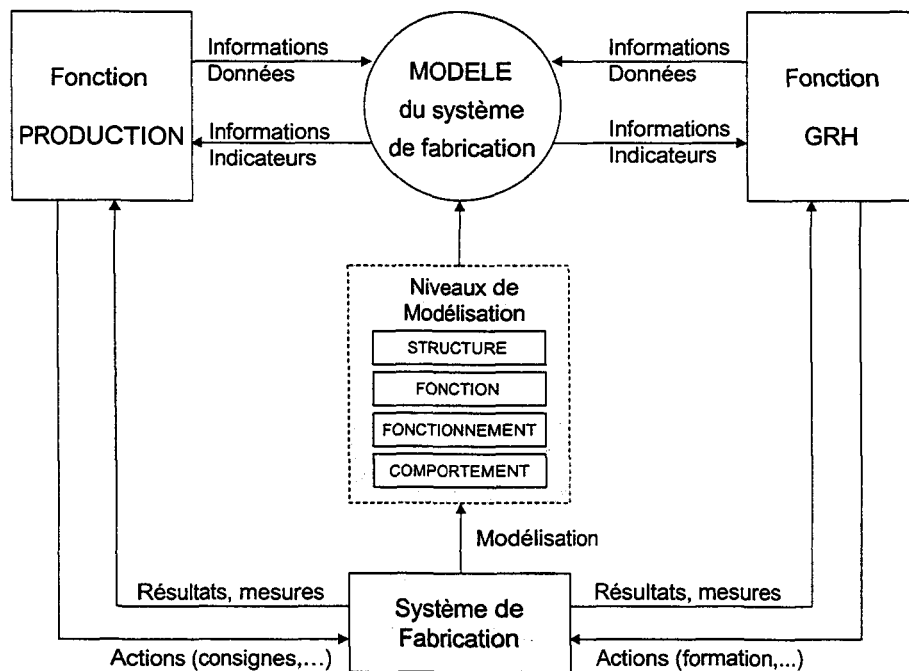 Fonction
PRODUCTION
Informations
Données
Informations
Indicateurs
MODELE
du système
de fabrication
Informations
Données
Informations
Indicateurs
Fonction
GRH
Niveaux de
Modélisation
STRUCTURE
FONCTION
FONCTIONNEMENT
COMPORTEMENT
Modélisation
Résultats, mesures
Actions (consignes,...)
Système de
Fabrication
Résultats, mesures
Actions (formation,...)